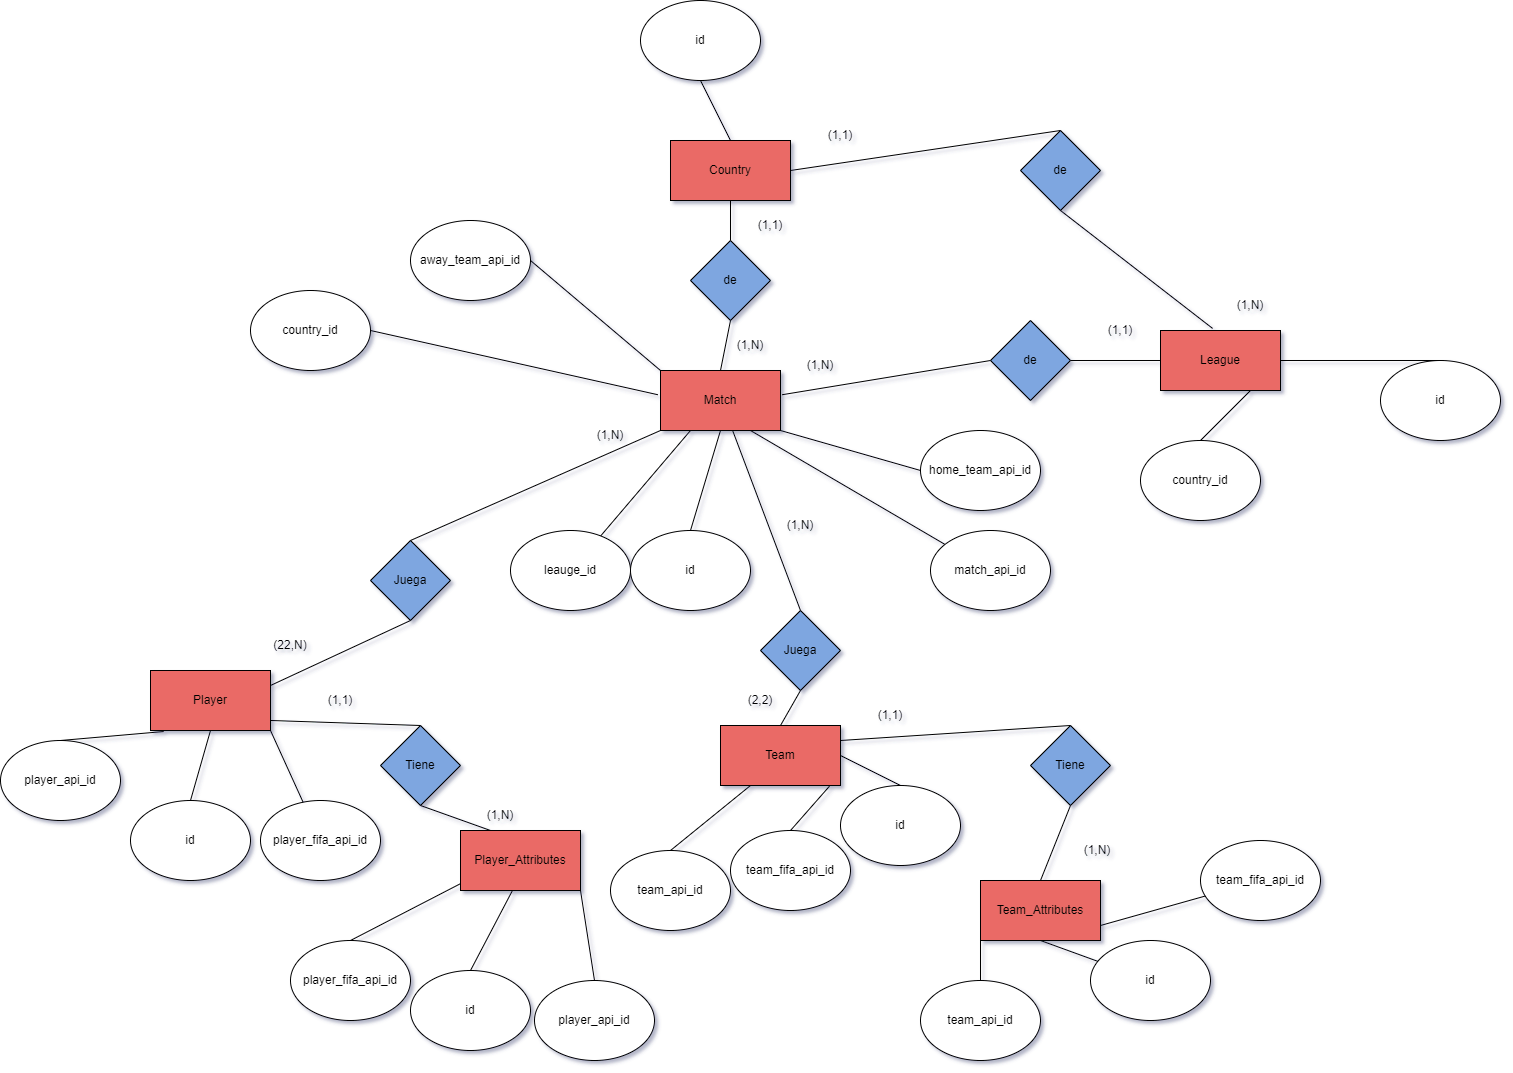 id
(1,1)
Country
de
(1,1)
away_team_api_id
de
country_id
(1,N)
(1,1)
(1,N)
(1,N)
de
League
Match
id
(1,N)
home_team_api_id
country_id
(1,N)
leauge_id
id
match_api_id
Juega
(22,N)
Juega
Player
(1,1)
(2,2)
(1,1)
Team
Tiene
Tiene
player_api_id
(1,N)
id
id
player_fifa_api_id
(1,N)
Player_Attributes
team_fifa_api_id
team_api_id
team_fifa_api_id
Team_Attributes
player_fifa_api_id
id
id
player_api_id
team_api_id